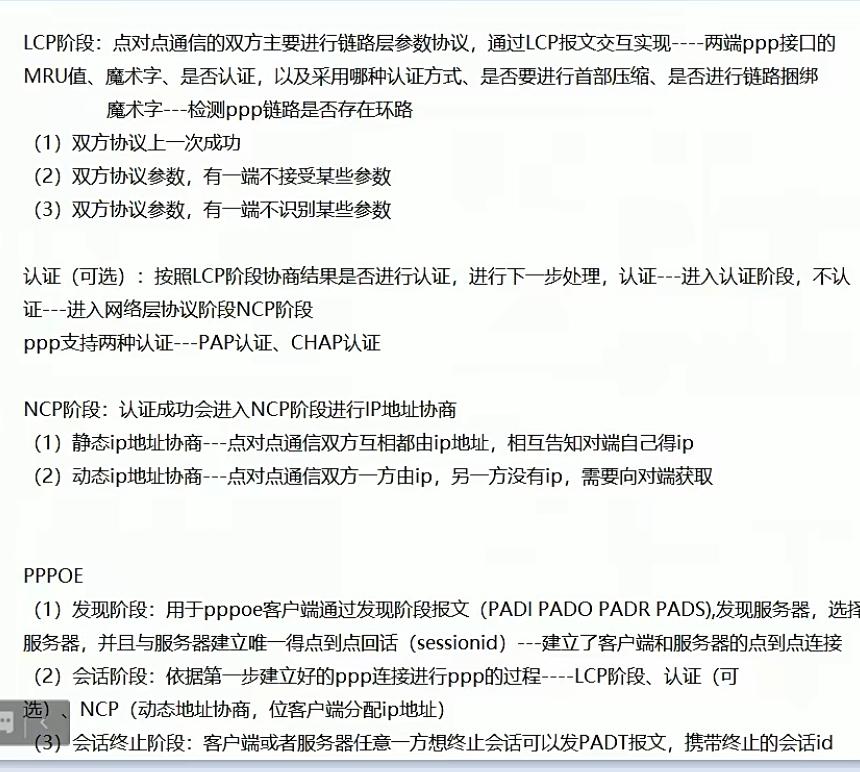 LCP阶段：点对点通信的双方主要进行链路层参数协议，通过LCP报文交互实现----两端ppp接口的
MRU值、魔术字、是否认证，以及采用哪种认证方式、是否要进行首部压缩、是否进行链路捆绑
魔术字---检测ppp链路是否存在环路
（1）双方协议上一次成功
（2）双方协议参数，有一端不接受某些参数
（3）双方协议参数，有一端不识别某些参数
认证（可选）：按照LCP阶段协商结果是否进行认证，进行下一步处理，认证---进入认证阶段，不认
证---进入网络层协议阶段NCP阶段
ppp支持两种认证---PAP认证、CHAP认证
NCP阶段：认证成功会进入NCP阶段进行IP地址协商
（1）静态ip地址协商---点对点通信双方互相都由ip地址，相互告知对端自己得ip
（2）动态ip地址协商---点对点通信双方一方由ip，另一方没有ip，需要向对端获取
PPPOE
（1）发现阶段：用于pppoe客户端通过发现阶段报文（PADI PADO PADR PADS),发现服务器，选择
服务器，并且与服务器建立唯一得点到点回话（sessionid）---建立了客户端和服务器的点到点连接
（2）会话阶段：依据第一步建立好的ppp连接进行ppp的过程----LCP阶段、认证（可
选）、NCP（动态地址协商，位客户端分配ip地址）
（3）会话终止阶段：客户端或者服务器任意一方想终止会话可以发PADT报文，携带终止的会话id